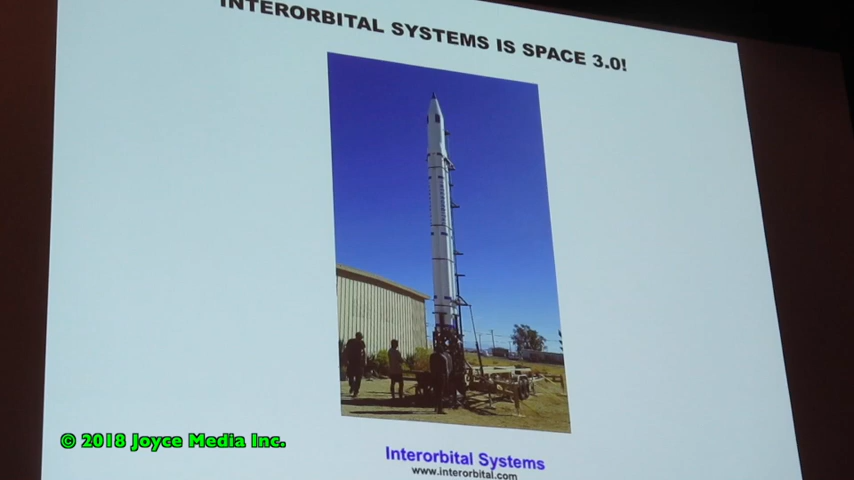 INTERORBITAL SYSTEMS IS SPACE 3.0!
© 2018 Joyce Media Inc.
Interorbital Systems
www.interorbital.com